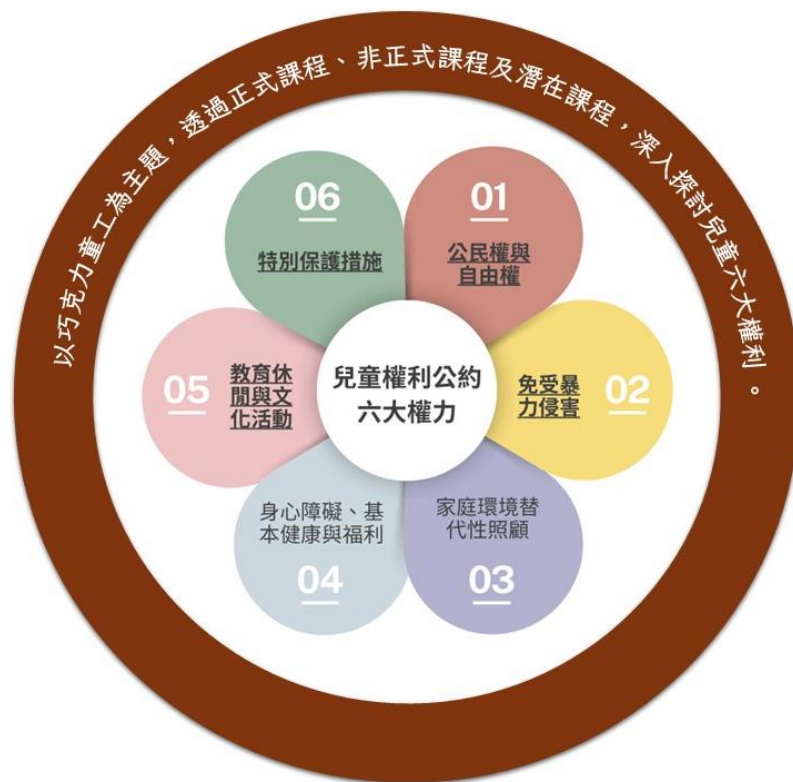 以巧克力童工為主題，透過正式課程、非正式課程及潛在課程，深入探討兒童六大權利。
兒童權利公約
六大權力
01
公民權與
自由權
02
免受暴
力侵害
03
家庭環境替
代性照顧
04
身心障礙、基
本健康與福利
05
教育休
閒與文
化活動
06
特別保護措施